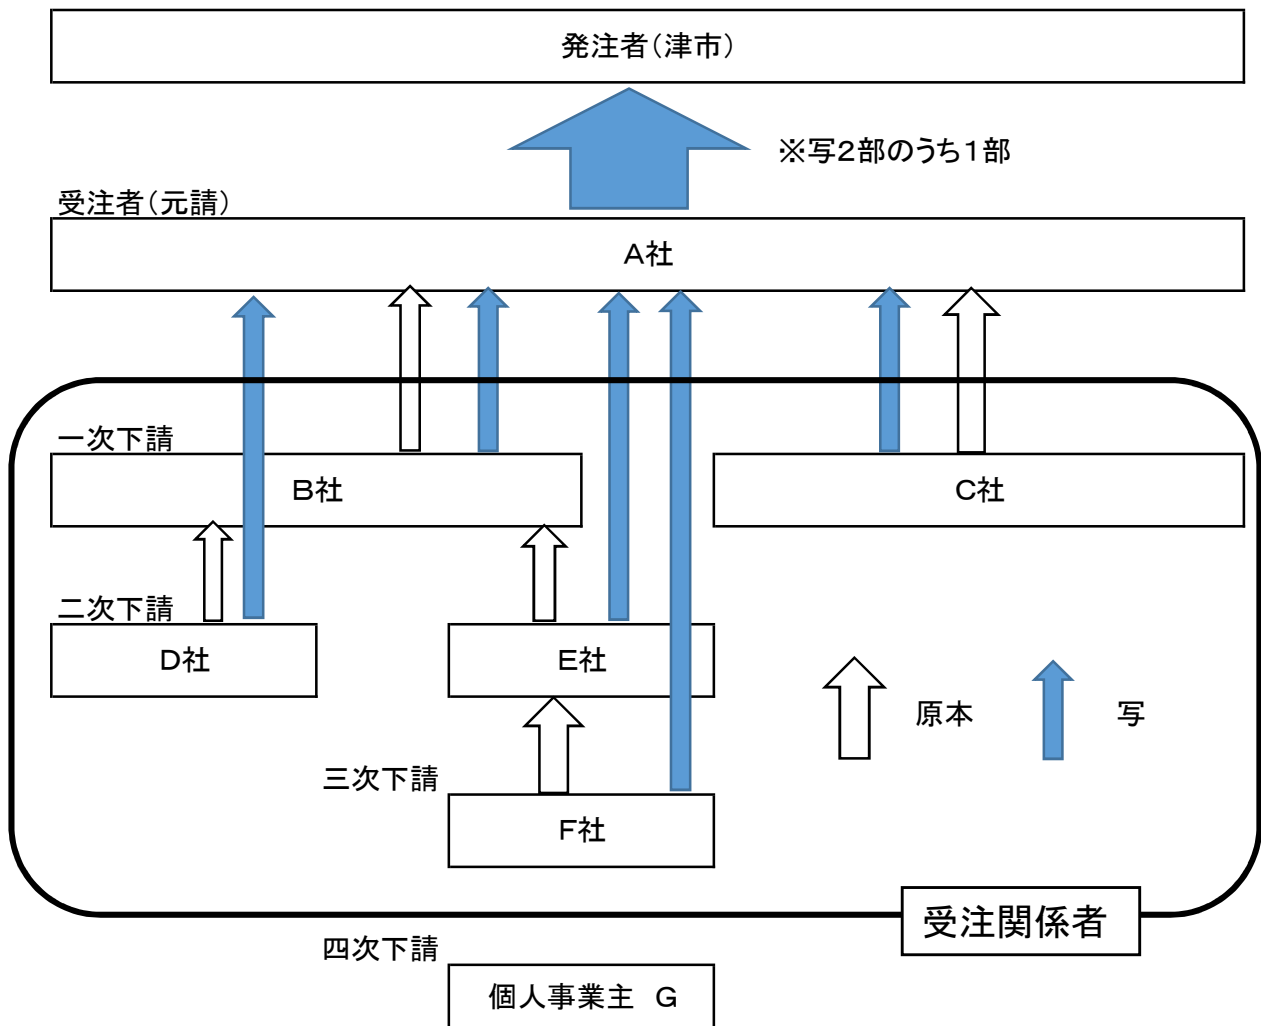 発注者（津市）
※写２部のうち１部
受注者（元請）
Ａ社
一次下請
Ｂ社
Ｃ社
二次下請
Ｄ社
Ｅ社
原本
写
三次下請
Ｆ社
受注関係者
四次下請
個人事業主　Ｇ